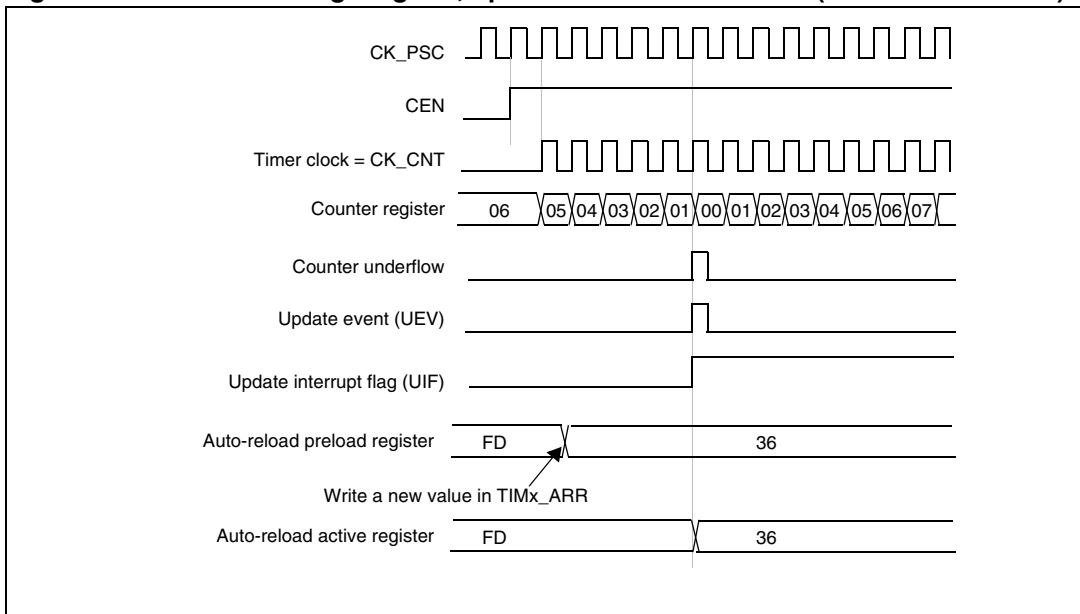 CK_PSC
CEN
Timer clock = CK_CNT
Counter register 06 05 04 03 02 01 00 01 02 03 04 05 06 07
Counter underflow
Update event (UEV)
Update interrupt flag (UIF)
Auto-reload preload register FD 36
Write a new value in TIMx_ARR
Auto-reload active register FD 36